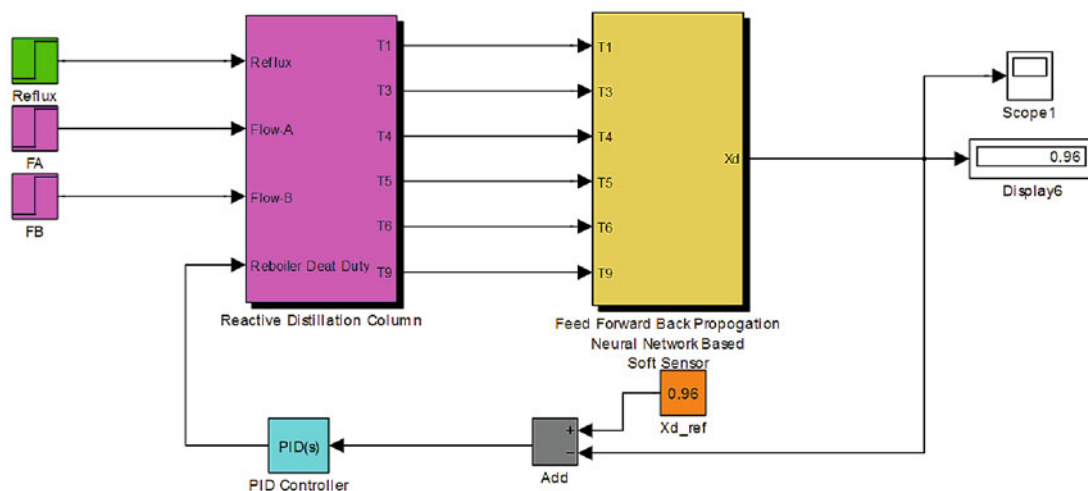 Reflux
FA
FB
Reflux
Flow-A
Flow-B
Reboiler Deat Duty
T1
T3
T4
T5
T6
T9
Reactive Distillation Column
T1
T3
T4
T5
T6
T9
Xd
Feed Forward Back Propogation
Neural Network Based
Soft Sensor
Scope1
0.96
Display6
0.96
Xd_ref
+
−
Add
PID(s)
PID Controller